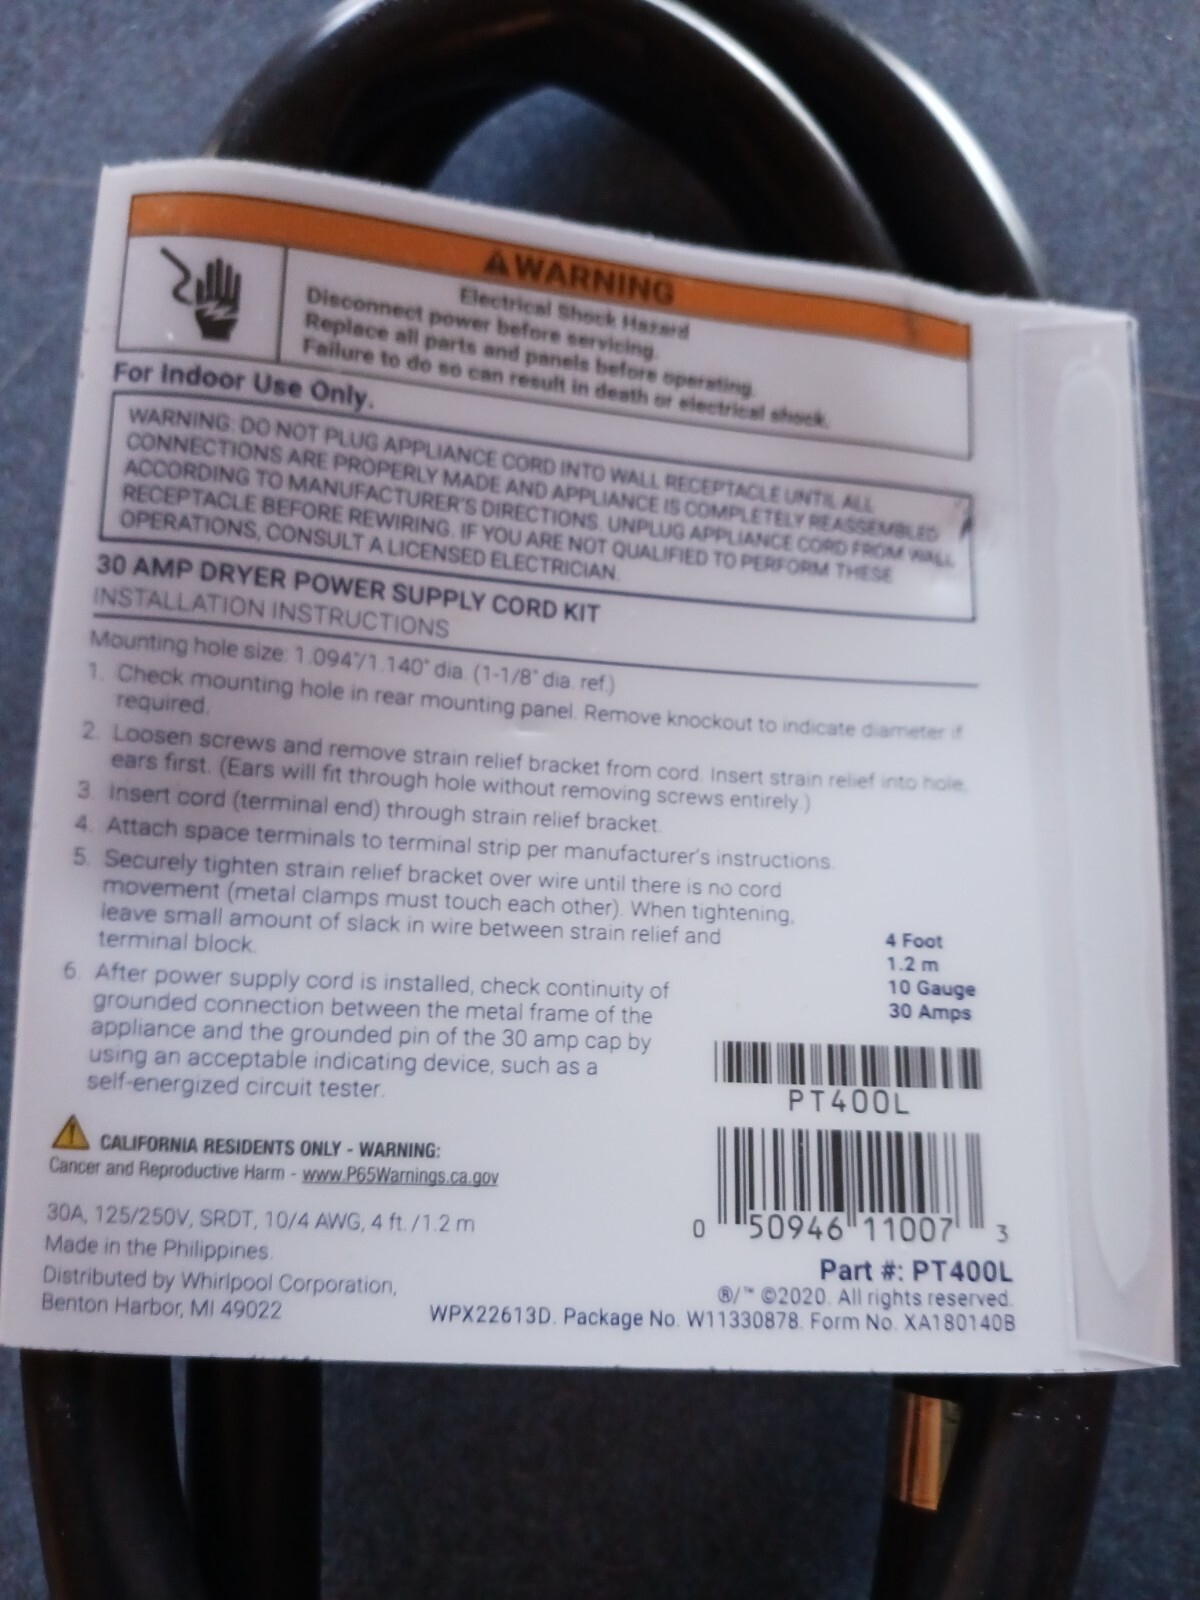 WARNING
Electrical Shock Hazard
Disconnect power before servicing.
Replace all parts and panels before operating.
Failure to do so can result in death or electrical shock.
For Indoor Use Only.
WARNING: DO NOT PLUG APPLIANCE CORD INTO WALL RECEPTACLE UNTIL ALL
CONNECTIONS ARE PROPERLY MADE AND APPLIANCE IS COMPLETELY REASSEMBLED
ACCORDING TO MANUFACTURER'S DIRECTIONS. UNPLUG APPLIANCE CORD FROM WALL
RECEPTACLE BEFORE REWIRING. IF YOU ARE NOT QUALIFIED TO PERFORM THESE
OPERATIONS, CONSULT A LICENSED ELECTRICIAN.
30 AMP DRYER POWER SUPPLY CORD KIT
INSTALLATION INSTRUCTIONS
Mounting hole size: 1.094"/1.140" dia. (1-1/8" dia. ref.)
1. Check mounting hole in rear mounting panel. Remove knockout to indicate diameter if
required.
2. Loosen screws and remove strain relief bracket from cord. Insert strain relief into hole,
ears first. (Ears will fit through hole without removing screws entirely.)
3. Insert cord (terminal end) through strain relief bracket.
4. Attach space terminals to terminal strip per manufacturer's instructions.
5. Securely tighten strain relief bracket over wire until there is no cord
movement (metal clamps must touch each other). When tightening,
leave small amount of slack in wire between strain relief and
terminal block.
6. After power supply cord is installed, check continuity of
grounded connection between the metal frame of the
appliance and the grounded pin of the 30 amp cap by
using an acceptable indicating device, such as a
self-energized circuit tester.
4 Foot
1.2 m
10 Gauge
30 Amps
PT400L
CALIFORNIA RESIDENTS ONLY - WARNING:
Cancer and Reproductive Harm - www.P65Warnings.ca.gov
30A, 125/250V, SRDT, 10/4 AWG, 4 ft. /1.2 m
Made in the Philippines.
Distributed by Whirlpool Corporation,
Benton Harbor, MI 49022
0 50946 11007 3
Part #: PT400L
®/™ ©2020. All rights reserved.
WPX22613D. Package No. W11330878. Form No. XA180140B